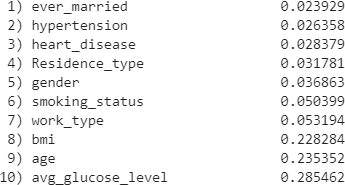 1) ever_married 0.023929
2) hypertension 0.026358
3) heart_disease 0.028379
4) Residence_type 0.031781
5) gender 0.036863
6) smoking_status 0.050399
7) work_type 0.053194
8) bmi 0.228284
9) age 0.235352
10) avg_glucose_level 0.285462